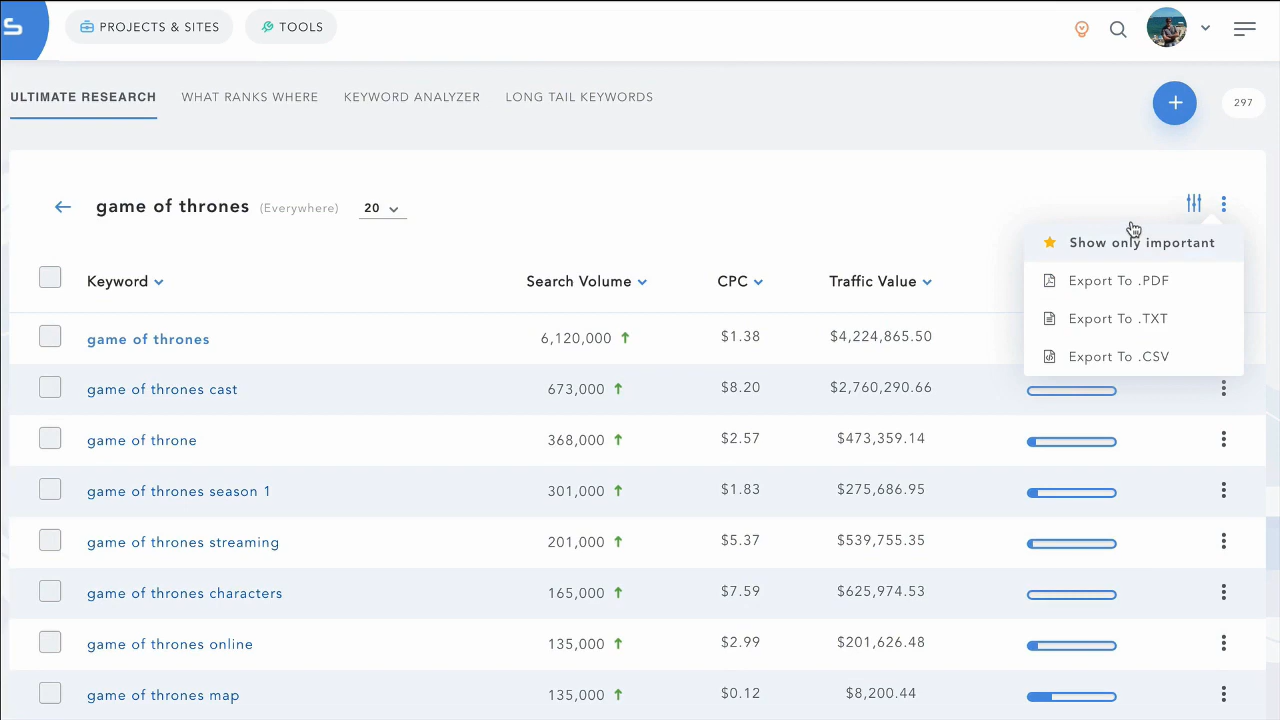 S
PROJECTS & SITES TOOLS
ULTIMATE RESEARCH WHAT RANKS WHERE KEYWORD ANALYZER LONG TAIL KEYWORDS
+ 297
game of thrones (Everywhere) 20
Show only important
Export To .PDF
Export To .TXT
Export To .CSV
Keyword Search Volume CPC Traffic Value
game of thrones 6,120,000 $1.38 $4,224,865.50
game of thrones cast 673,000 $8.20 $2,760,290.66
game of throne 368,000 $2.57 $473,359.14
game of thrones season 1 301,000 $1.83 $275,686.95
game of thrones streaming 201,000 $5.37 $539,755.35
game of thrones characters 165,000 $7.59 $625,974.53
game of thrones online 135,000 $2.99 $201,626.48
game of thrones map 135,000 $0.12 $8,200.44